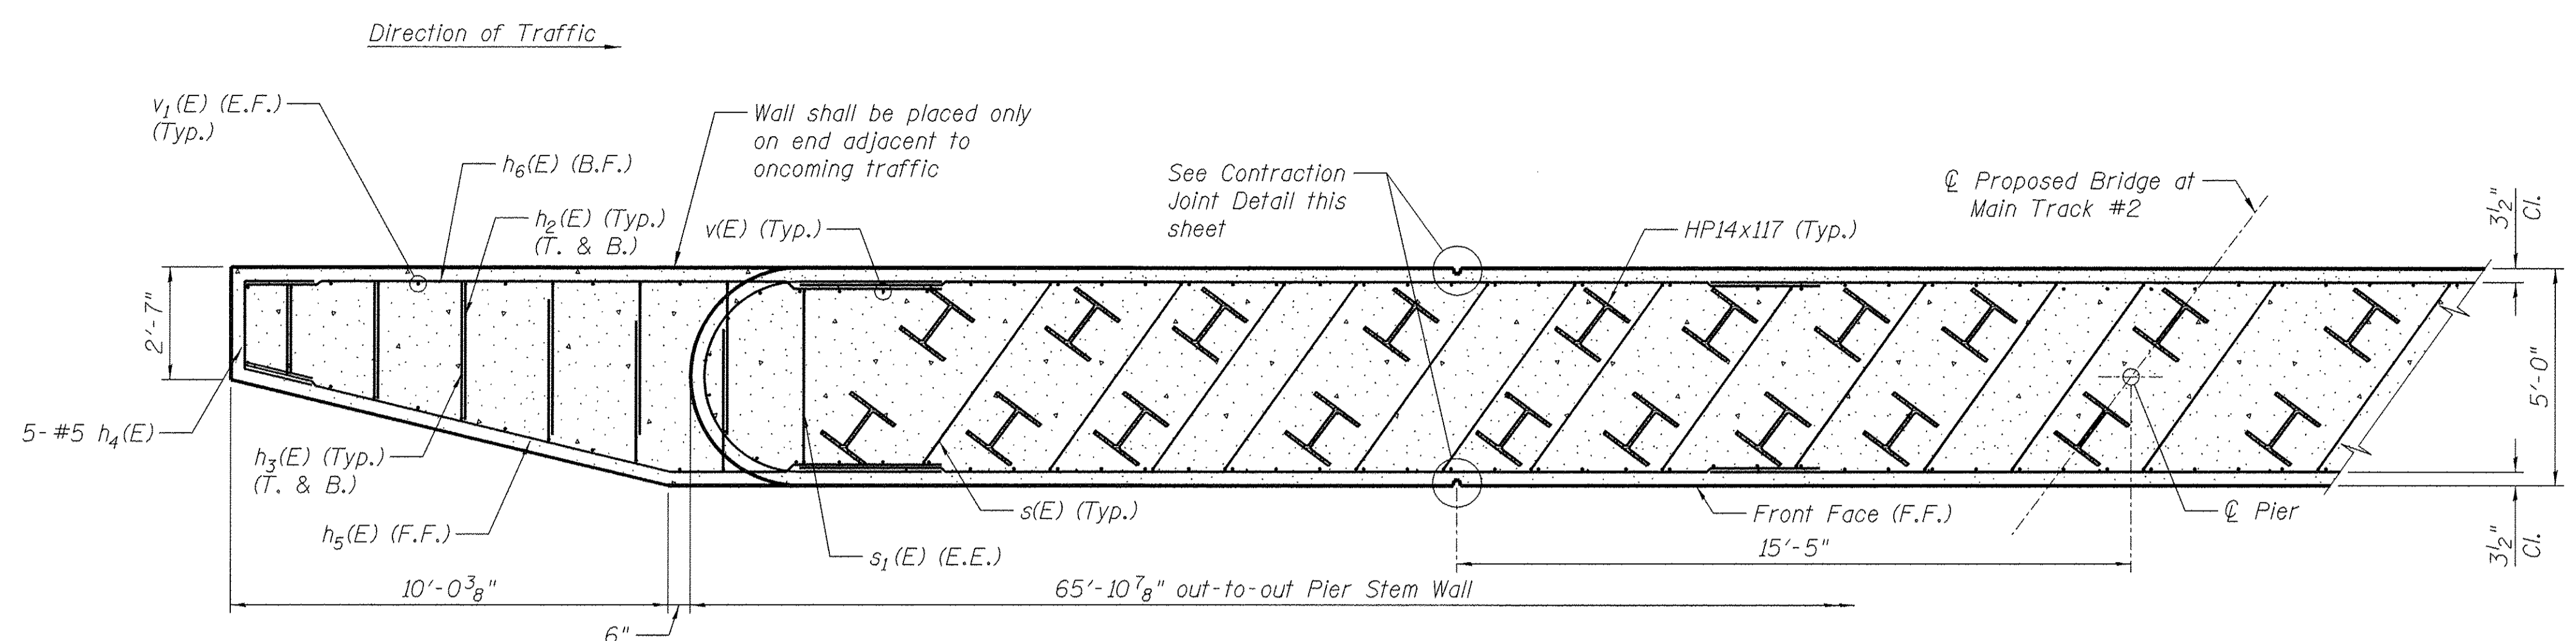 Direction of Traffic
v1(E) (E.F.)
(Typ.)
h6(E) (B.F.)
h2(E) (Typ.)
(T. & B.)
Wall shall be placed only
on end adjacent to
oncoming traffic
v(E) (Typ.)
See Contraction
Joint Detail this
sheet
HP14x117 (Typ.)
℄ Proposed Bridge at
Main Track #2
3½"
Cl.
2'-7"
5'-0"
5-#5 h4(E)
h3(E) (Typ.)
(T. & B.)
h5(E) (F.F.)
s(E) (Typ.)
s1(E) (E.E.)
Front Face (F.F.)
℄ Pier
15'-5"
3½"
Cl.
10'-0⅜"
65'-10⅞" out-to-out Pier Stem Wall
6"